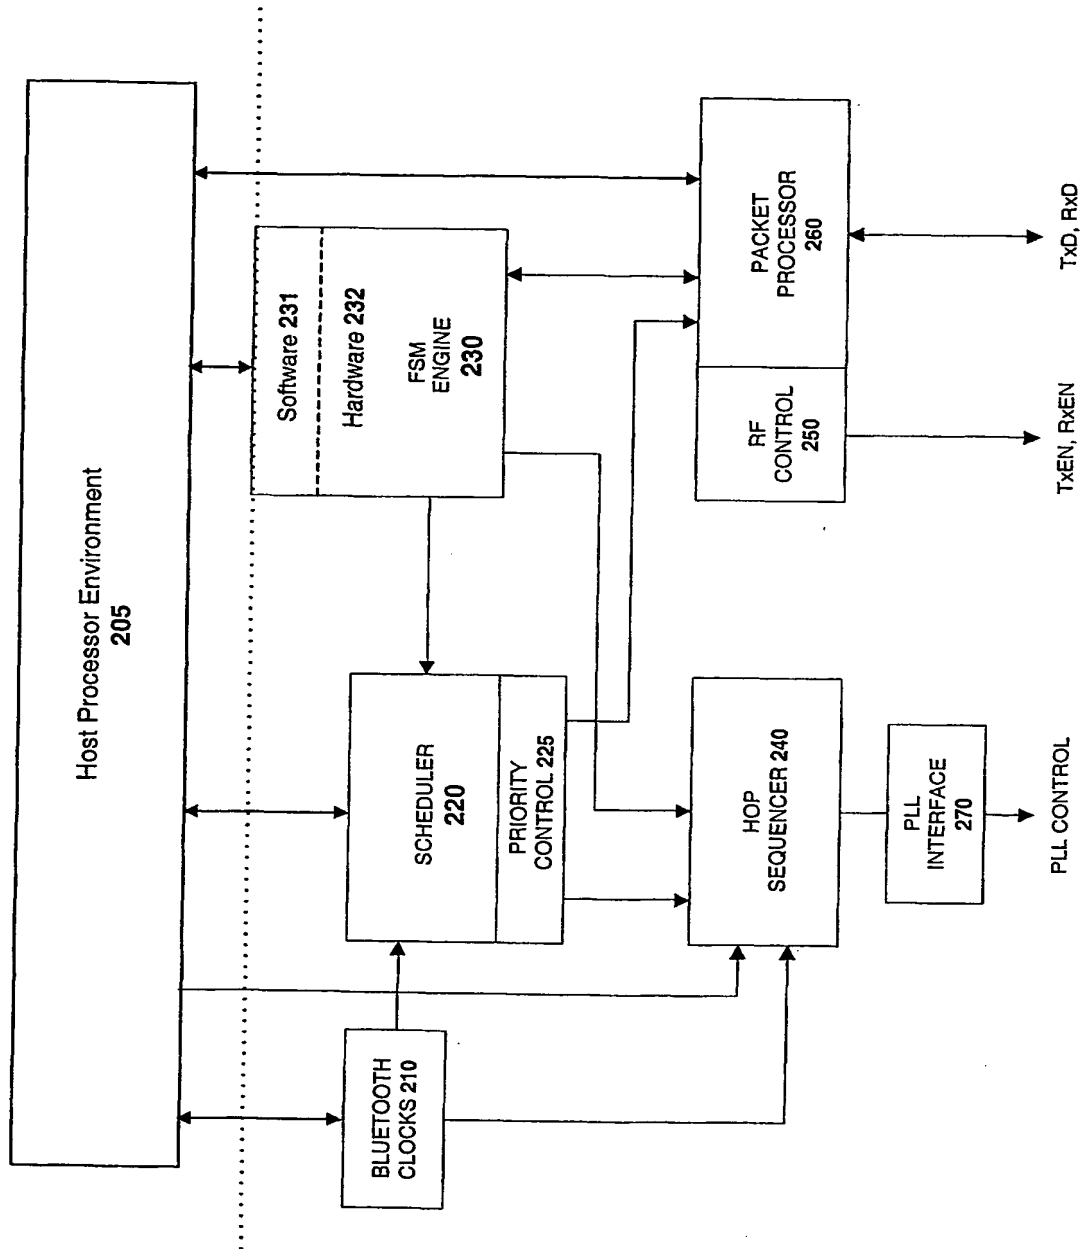 Host Processor Environment
205
BLUETOOTH
CLOCKS 210
SCHEDULER
220
PRIORITY
CONTROL 225
Software 231
Hardware 232
FSM
ENGINE
230
HOP
SEQUENCER 240
RF
CONTROL
250
PACKET
PROCESSOR
260
PLL
INTERFACE
270
PLL CONTROL
TxEN, RxEN
TxD, RxD